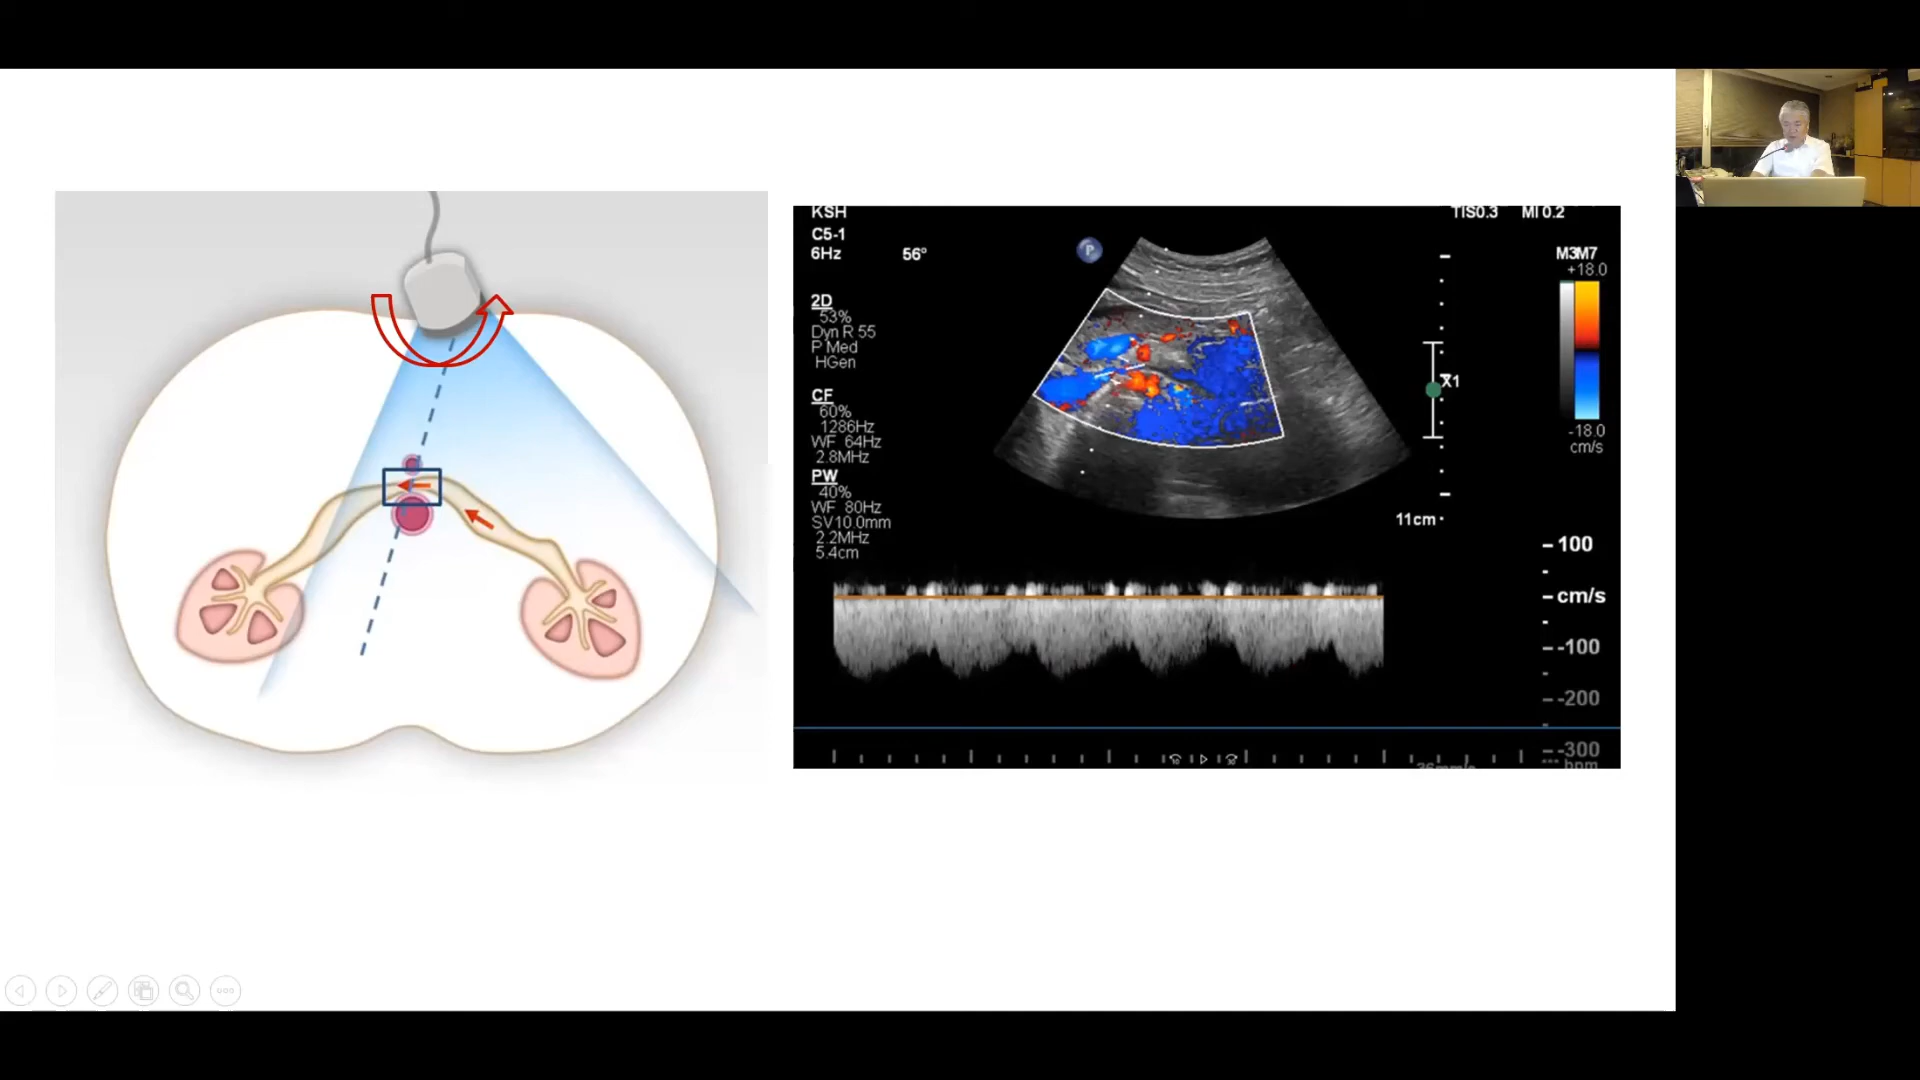 KSH
C5-1
6Hz
56°
P
TIS0.3 MI 0.2
M3M7
+18.0
-18.0
cm/s
2D
53%
Dyn R 55
P Med
HGen
CF
60%
1286Hz
WF 64Hz
2.8MHz
PW
40%
WF 80Hz
SV10.0mm
2.2MHz
5.4cm
X1
11cm
100
cm/s
-100
-200
-300